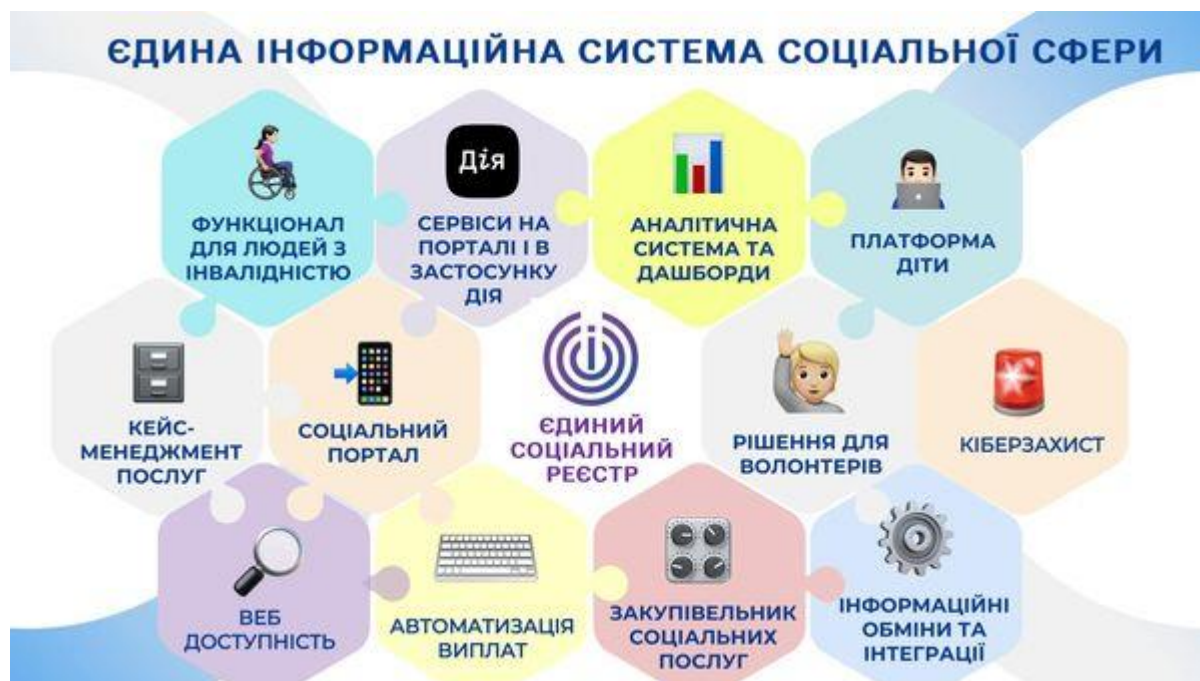 ЄДИНА ІНФОРМАЦІЙНА СИСТЕМА СОЦІАЛЬНОЇ СФЕРИ
ФУНКЦІОНАЛ
ДЛЯ ЛЮДЕЙ З
ІНВАЛІДНІСТЮ
Дія
СЕРВІСИ НА
ПОРТАЛІ І В
ЗАСТОСУНКУ
ДІЯ
АНАЛІТИЧНА
СИСТЕМА ТА
ДАШБОРДИ
ПЛАТФОРМА
ДІТИ
КЕЙС-
МЕНЕДЖМЕНТ
ПОСЛУГ
СОЦІАЛЬНИЙ
ПОРТАЛ
ЄДИНИЙ
СОЦІАЛЬНИЙ
РЕЄСТР
РІШЕННЯ ДЛЯ
ВОЛОНТЕРІВ
КІБЕРЗАХИСТ
ВЕБ
ДОСТУПНІСТЬ
АВТОМАТИЗАЦІЯ
ВИПЛАТ
ЗАКУПІВЕЛЬНИК
СОЦІАЛЬНИХ
ПОСЛУГ
ІНФОРМАЦІЙНІ
ОБМІНИ ТА
ІНТЕГРАЦІЇ